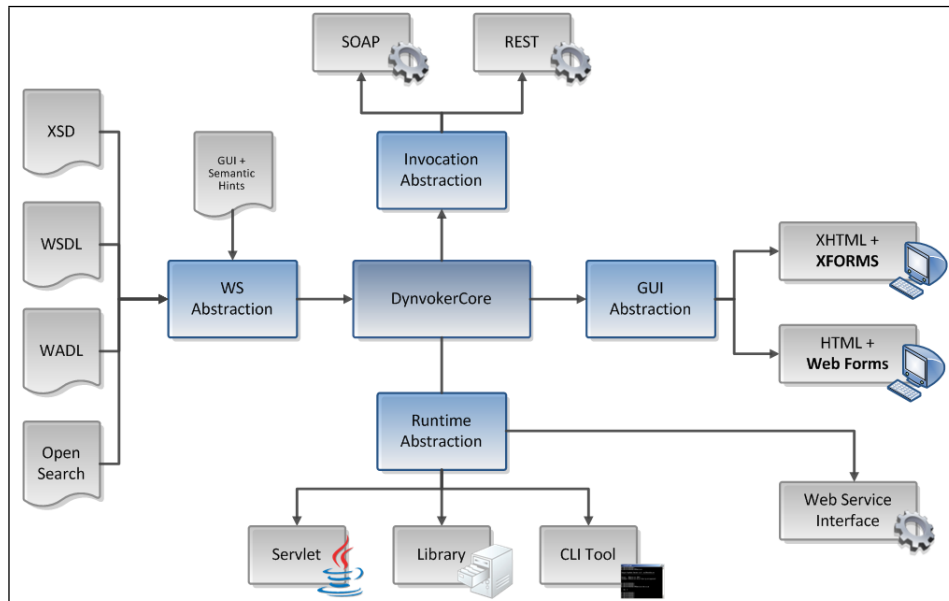 SOAP
REST
XSD
GUI +
Semantic
Hints
Invocation
Abstraction
WSDL
XHTML +
XFORMS
WS
Abstraction
DynvokerCore
GUI
Abstraction
WADL
HTML +
Web Forms
Runtime
Abstraction
Open
Search
Web Service
Interface
Servlet
Library
CLI Tool